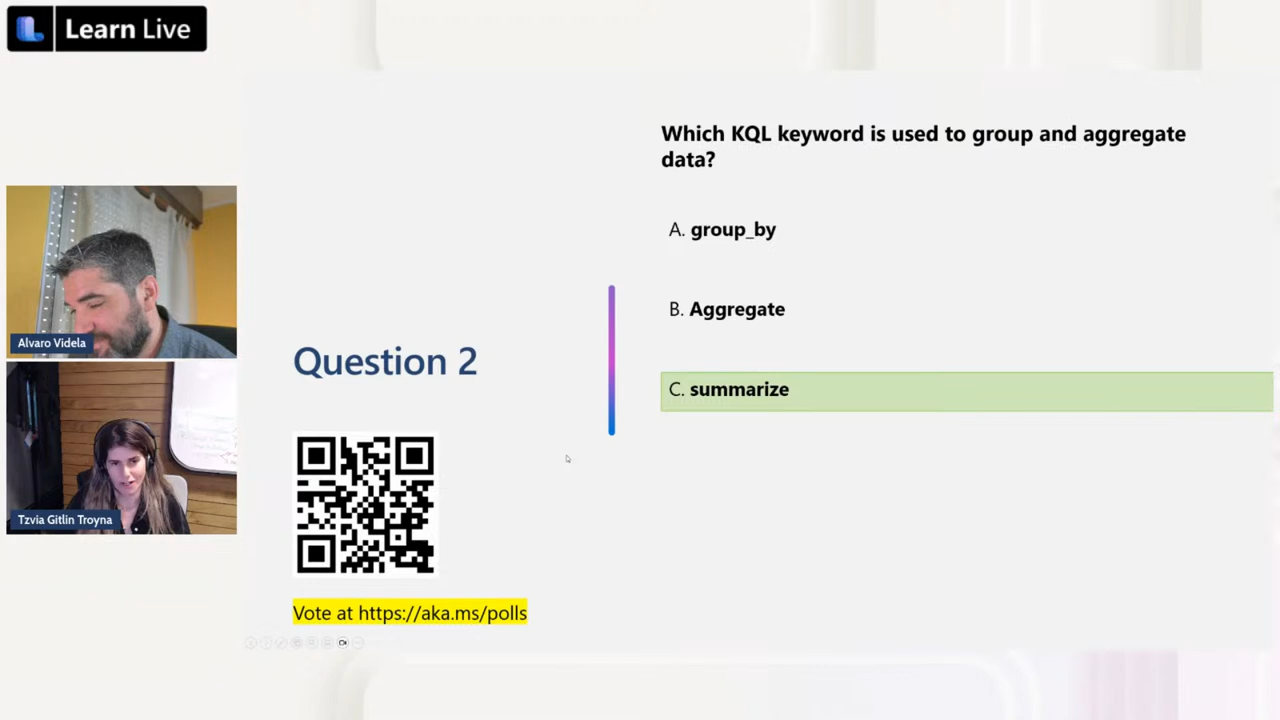 Learn Live
Which KQL keyword is used to group and aggregate
data?
A. group_by
B. Aggregate
C. summarize
Question 2
Alvaro Videla
Tzvia Gitlin Troyna
Vote at https://aka.ms/polls